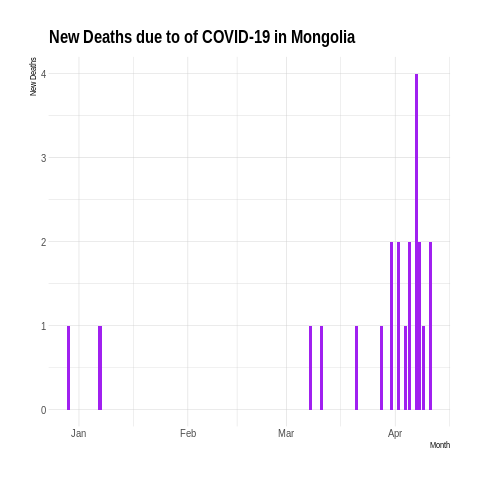 New Deaths due to of COVID-19 in Mongolia
New Deaths
4
3
2
1
0
Jan Feb Mar Apr
Month